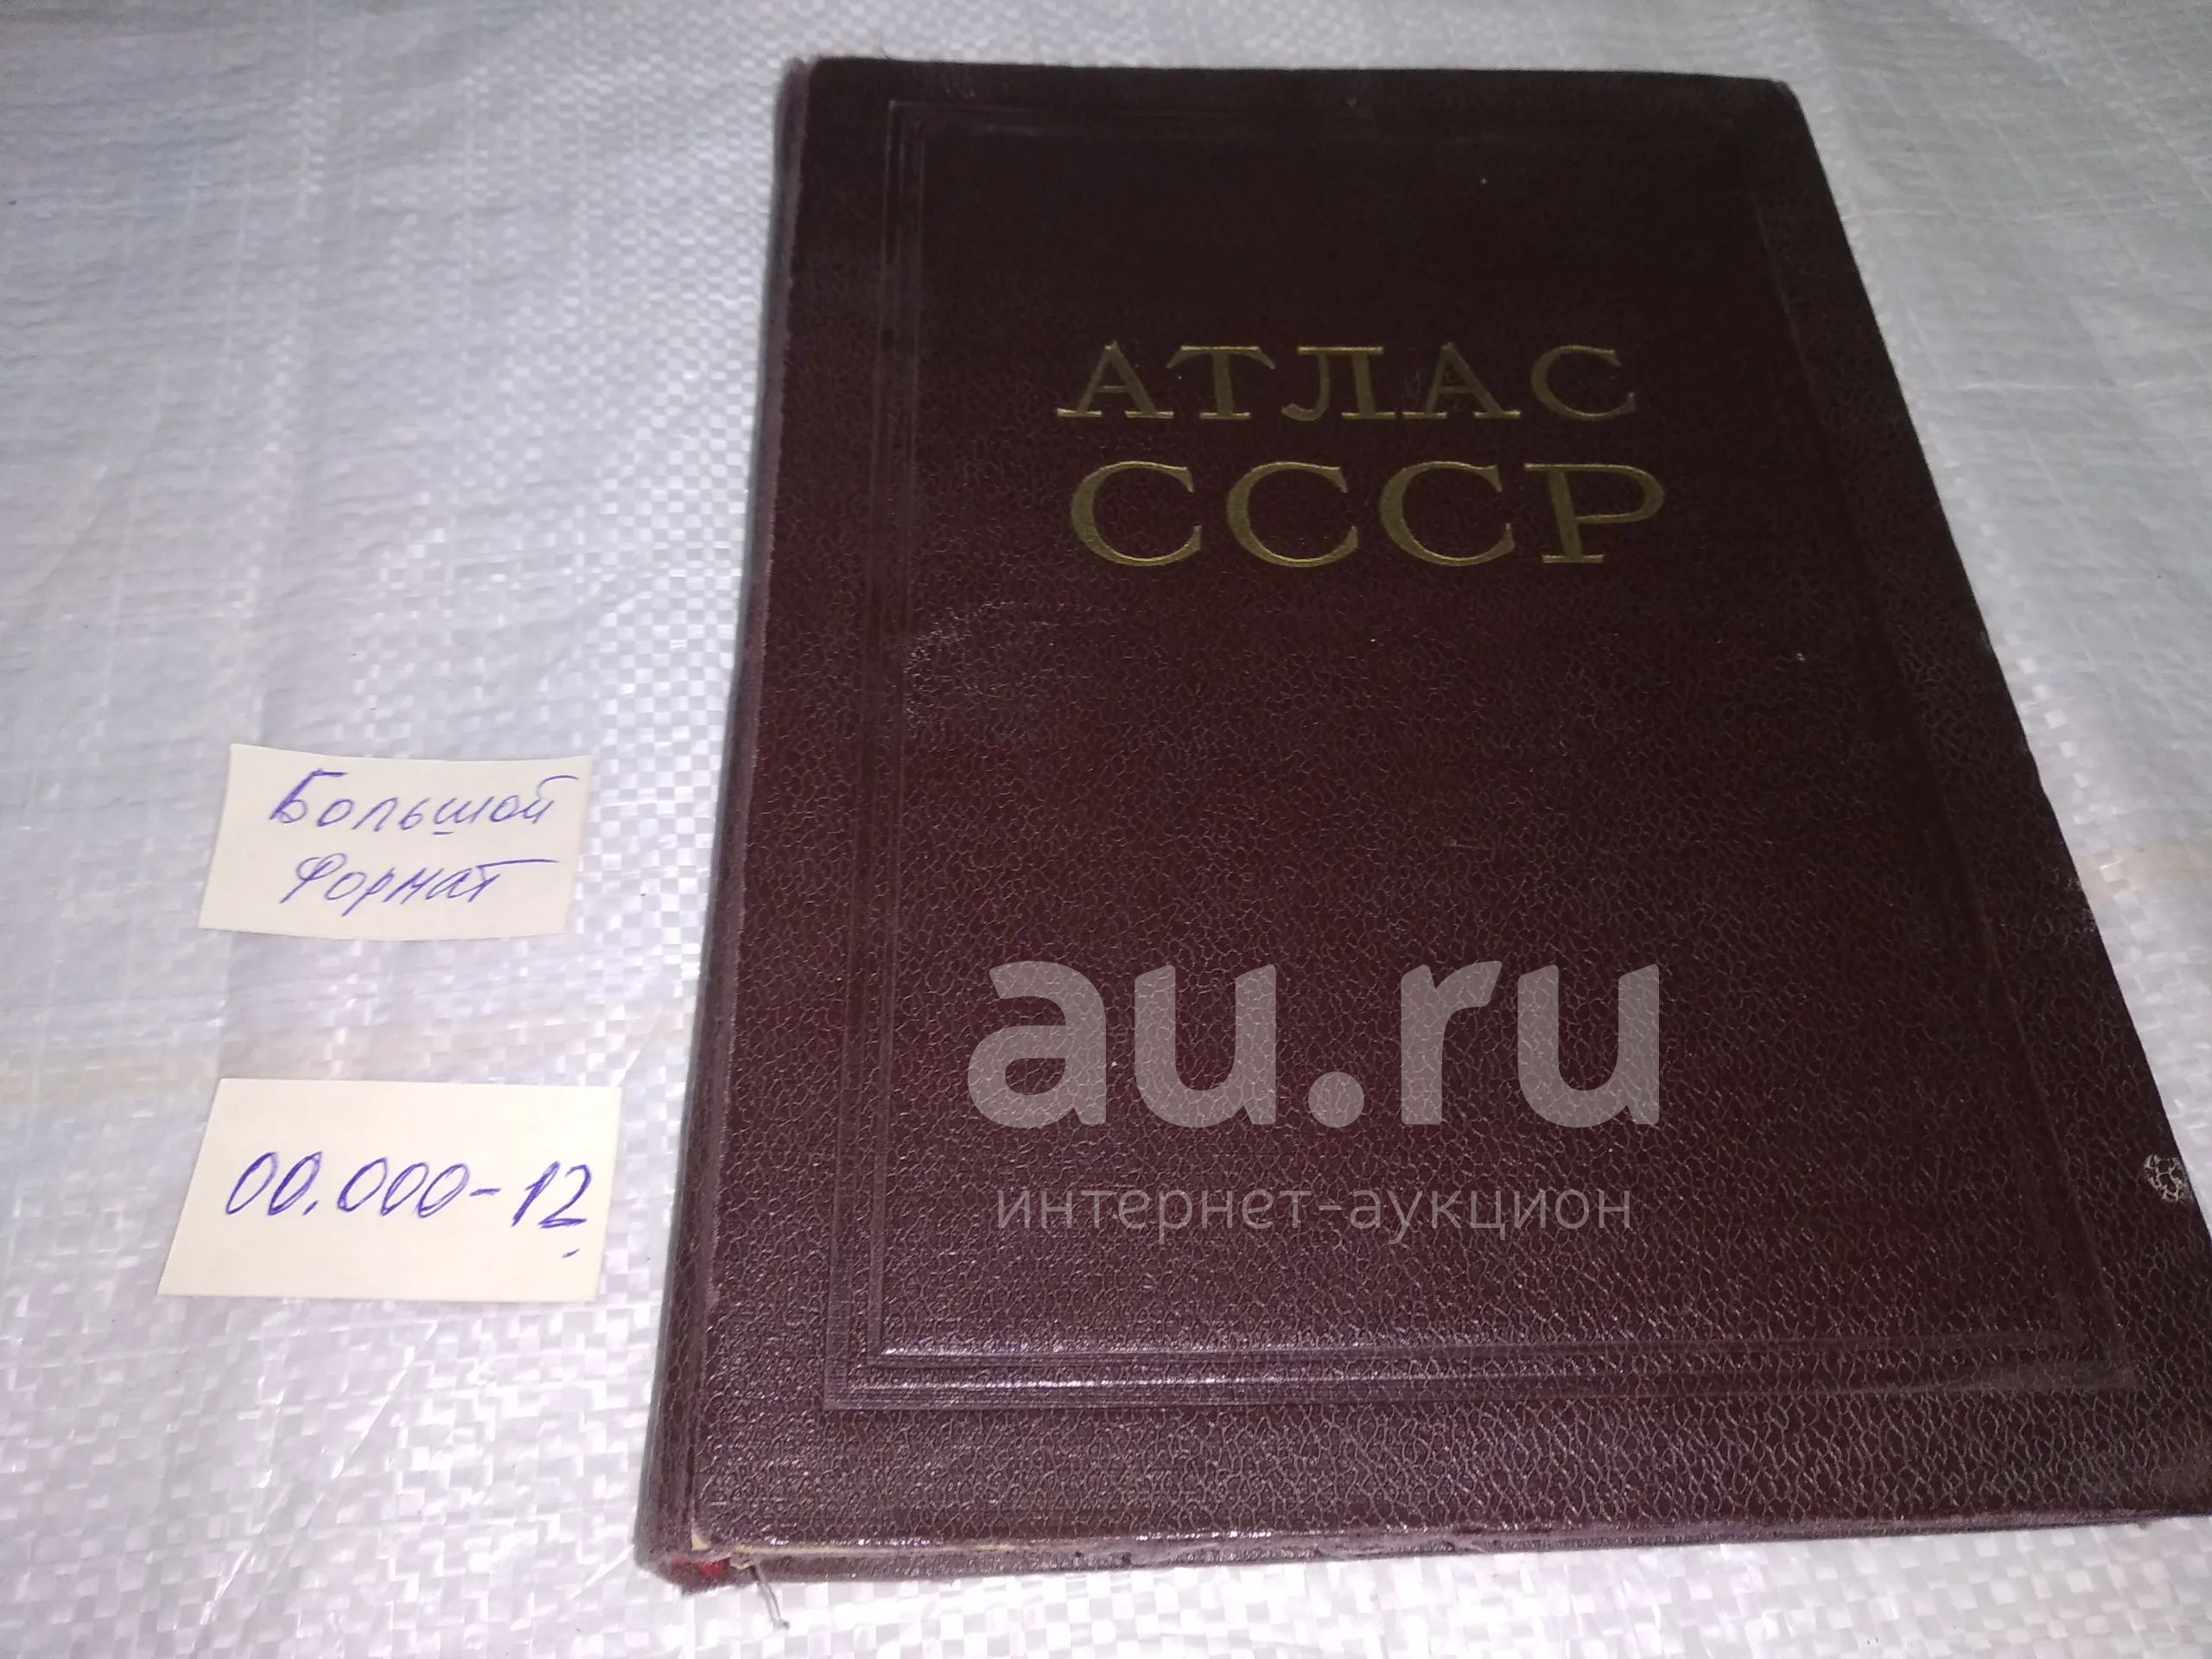 АТЛАС
СССР
Большой
формат
00.000-12
au.ru
интернет-аукцион